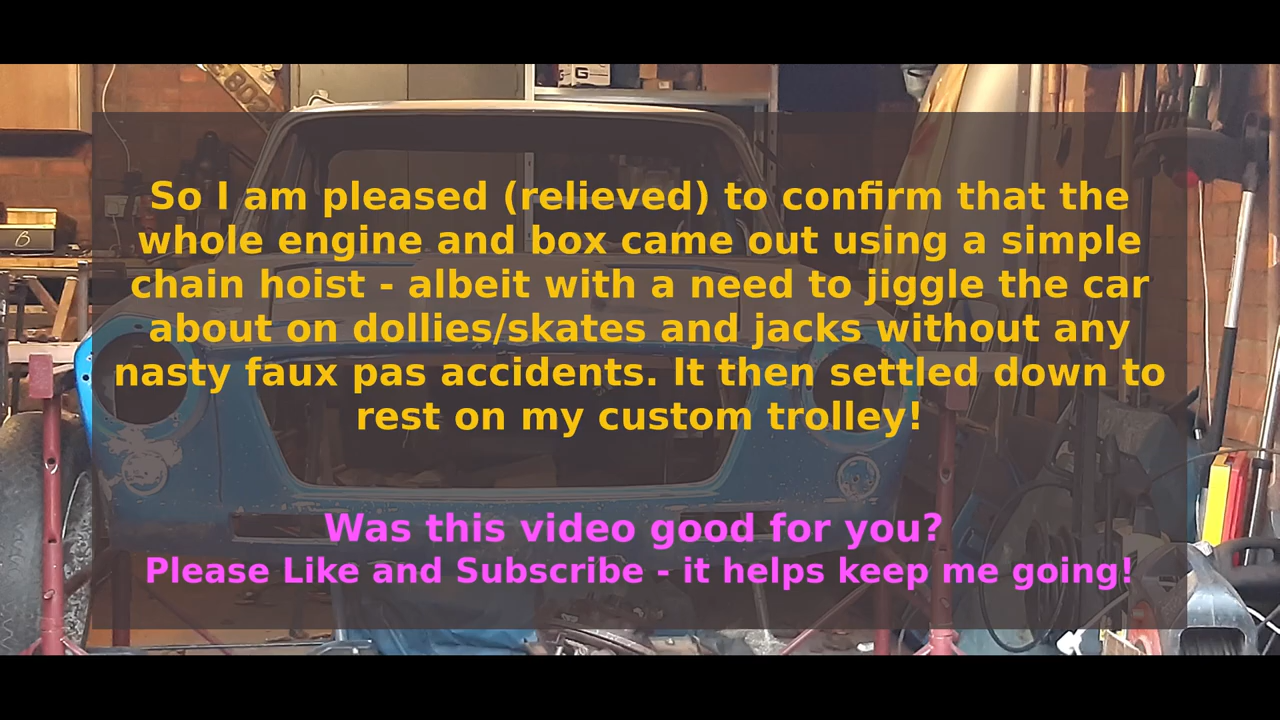 G
So I am pleased (relieved) to confirm that the
whole engine and box came out using a simple
chain hoist - albeit with a need to jiggle the car
about on dollies/skates and jacks without any
nasty faux pas accidents. It then settled down to
rest on my custom trolley!
Was this video good for you?
Please Like and Subscribe - it helps keep me going!